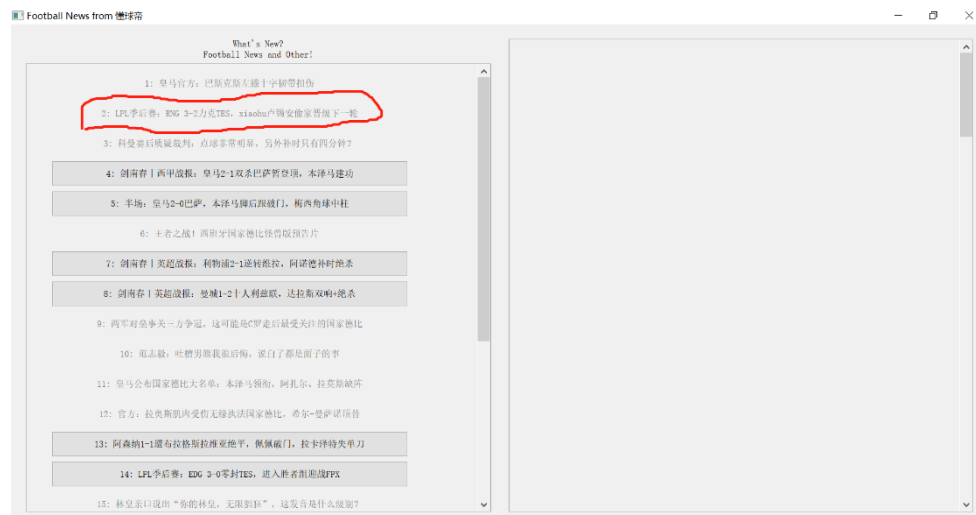 Football News from 懂球帝
What's New?
Football News and Other!
1: 皇马官方: 巴斯克斯左膝十字韧带扭伤
2: LPL季后赛: RNG 3-2力克TES, xiaohu卢锡安偷家晋级下一轮
3: 科曼赛后质疑裁判: 点球非常明显, 另外补时只有四分钟?
4: 剑南春 | 西甲战报: 皇马2-1双杀巴萨暂登顶, 本泽马建功
5: 半场: 皇马2-0巴萨, 本泽马脚后跟破门, 梅西角球中柱
6: 王者之战! 西班牙国家德比怪兽版预告片
7: 剑南春 | 英超战报: 利物浦2-1逆转维拉, 阿诺德补时绝杀
8: 剑南春 | 英超战报: 曼城1-2十人利兹联, 达拉斯双响+绝杀
9: 两军对垒事关三方争冠, 这可能是C罗走后最受关注的国家德比
10: 范志毅: 吐槽男篮我很后悔, 说白了都是面子的事
11: 皇马公布国家德比大名单: 本泽马领衔, 阿扎尔、拉莫斯缺阵
12: 官方: 拉奥斯肌肉受伤无缘执法国家德比, 希尔-曼萨诺顶替
13: 阿森纳1-1遭布拉格斯拉维亚绝平, 佩佩破门, 拉卡泽特失单刀
14: LPL季后赛: EDG 3-0零封TES, 进入胜者组迎战FPX
15: 林皇亲口说出 "你的林皇, 无限猖狂" , 这发音是什么级别?